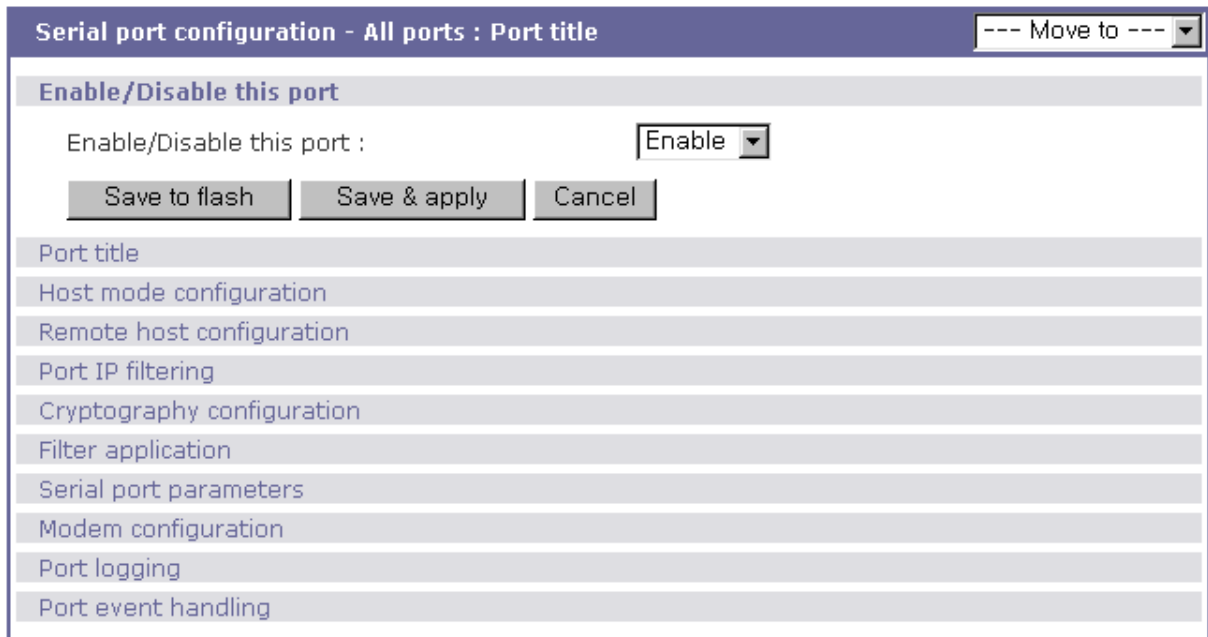 Serial port configuration - All ports : Port title --- Move to ---
Enable/Disable this port
Enable/Disable this port : Enable
Save to flash Save & apply Cancel
Port title
Host mode configuration
Remote host configuration
Port IP filtering
Cryptography configuration
Filter application
Serial port parameters
Modem configuration
Port logging
Port event handling